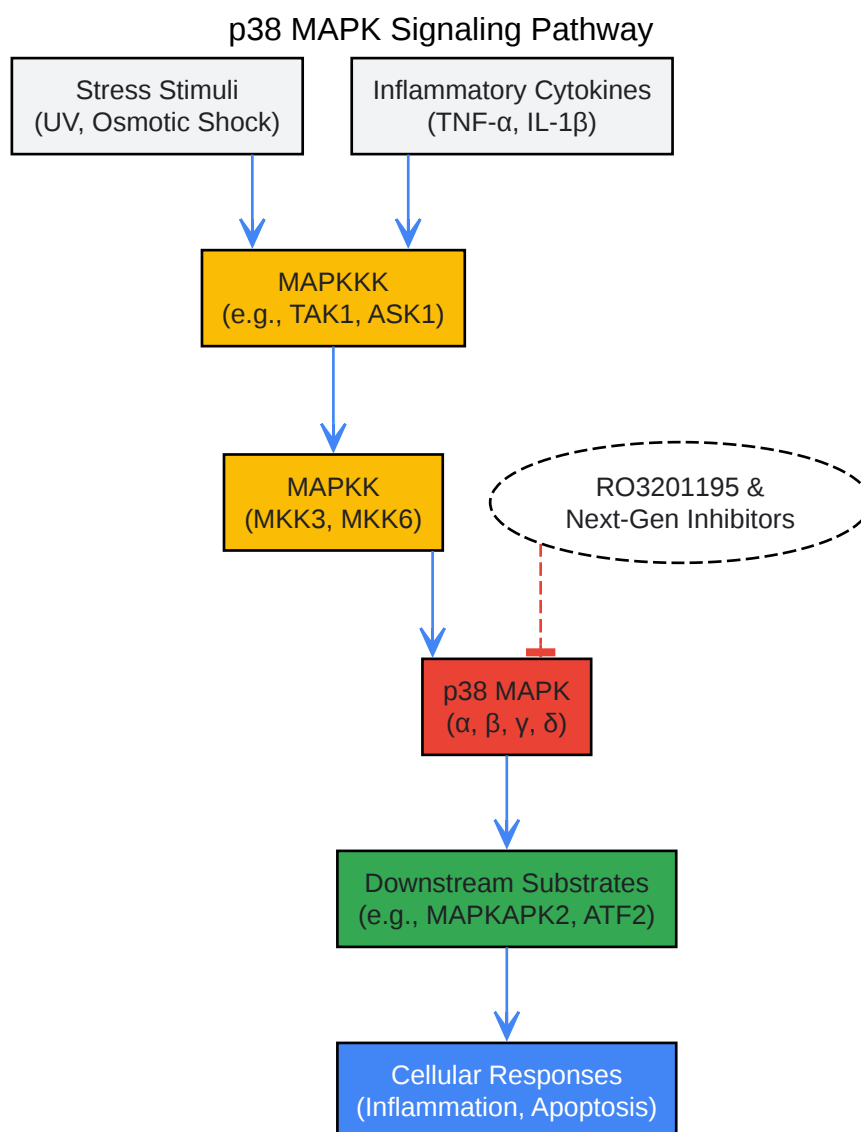 p38 MAPK Signaling Pathway
Stress Stimuli
(UV, Osmotic Shock)
Inflammatory Cytokines
(TNF-α, IL-1β)
MAPKKK
(e.g., TAK1, ASK1)
MAPKK
(MKK3, MKK6)
RO3201195 &
Next-Gen Inhibitors
p38 MAPK
(α, β, γ, δ)
Downstream Substrates
(e.g., MAPKAPK2, ATF2)
Cellular Responses
(Inflammation, Apoptosis)